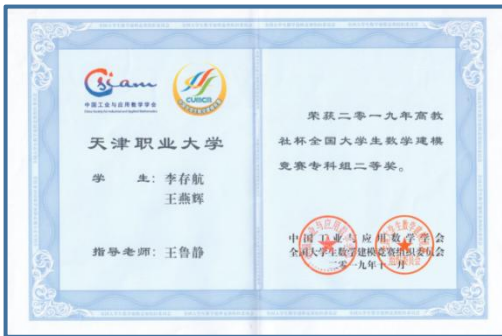 Csiam
中国工业与应用数学学会
CUMCM
天津职业大学
学 生：李存航
王燕辉
指导老师：王鲁静
荣获二零一九年高教
社杯全国大学生数学建模
竞赛专科组二等奖。
中国工业与应用数学学会
全国大学生数学建模竞赛组织委员会
二零一九年十一月